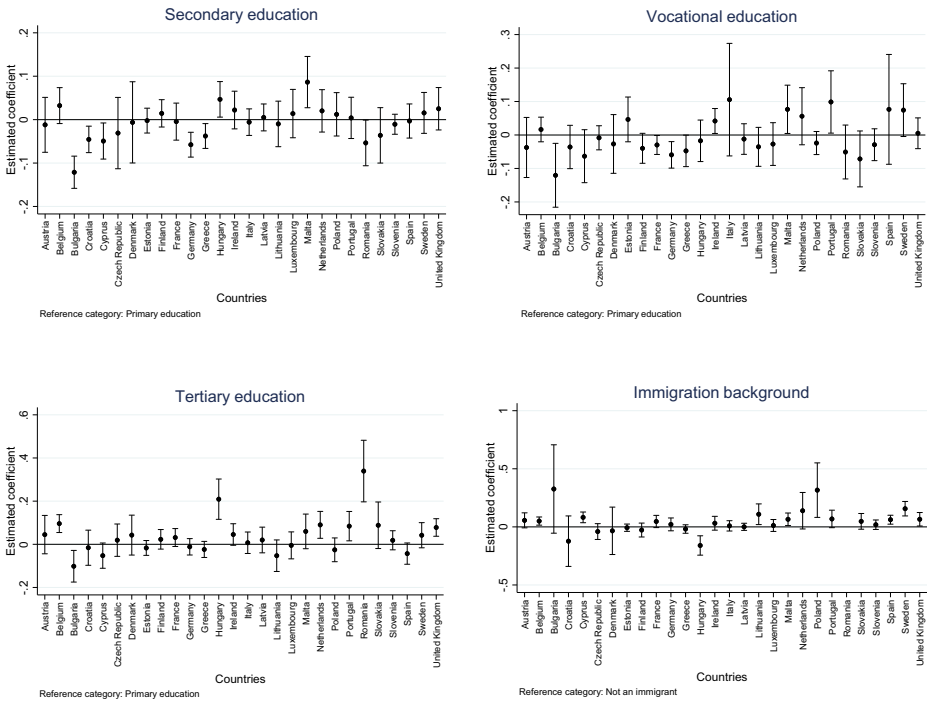 Secondary education
Estimated coefficient
.2
.1
0
-.1
-.2
Austria
Belgium
Bulgaria
Croatia
Cyprus
Czech Republic
Denmark
Estonia
Finland
France
Germany
Greece
Hungary
Ireland
Italy
Latvia
Lithuania
Luxembourg
Malta
Netherlands
Poland
Portugal
Romania
Slovakia
Slovenia
Spain
Sweden
United Kingdom
Countries
Reference category: Primary education
Vocational education
Estimated coefficient
.3
.2
.1
0
-.1
-.2
Austria
Belgium
Bulgaria
Croatia
Cyprus
Czech Republic
Denmark
Estonia
Finland
France
Germany
Greece
Hungary
Ireland
Italy
Latvia
Lithuania
Luxembourg
Malta
Netherlands
Poland
Portugal
Romania
Slovakia
Slovenia
Spain
Sweden
United Kingdom
Countries
Reference category: Primary education
Tertiary education
Estimated coefficient
.6
.4
.2
0
-.2
Austria
Belgium
Bulgaria
Croatia
Cyprus
Czech Republic
Denmark
Estonia
Finland
France
Germany
Greece
Hungary
Ireland
Italy
Latvia
Lithuania
Luxembourg
Malta
Netherlands
Poland
Portugal
Romania
Slovakia
Slovenia
Spain
Sweden
United Kingdom
Countries
Reference category: Primary education
Immigration background
Estimated coefficient
1
.5
0
-.5
Austria
Belgium
Bulgaria
Croatia
Cyprus
Czech Republic
Denmark
Estonia
Finland
France
Germany
Greece
Hungary
Ireland
Italy
Latvia
Lithuania
Luxembourg
Malta
Netherlands
Poland
Portugal
Romania
Slovakia
Slovenia
Spain
Sweden
United Kingdom
Countries
Reference category: Not an immigrant